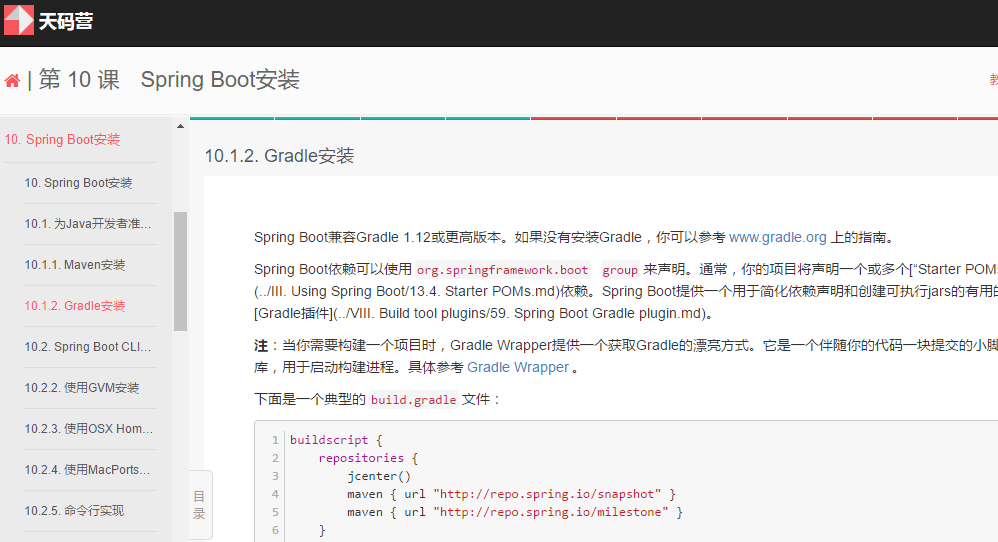 天码营
| 第 10 课 Spring Boot安装
教
10. Spring Boot安装
10. Spring Boot安装
10.1. 为Java开发者准...
10.1.1. Maven安装
10.1.2. Gradle安装
10.2. Spring Boot CLI...
10.2.2. 使用GVM安装
10.2.3. 使用OSX Hom...
10.2.4. 使用MacPorts...
10.2.5. 命令行实现
目
录
10.1.2. Gradle安装
Spring Boot兼容Gradle 1.12或更高版本。如果没有安装Gradle，你可以参考 www.gradle.org 上的指南。
Spring Boot依赖可以使用 org.springframework.boot group 来声明。通常，你的项目将声明一个或多个[“Starter POMs
(../III. Using Spring Boot/13.4. Starter POMs.md)依赖。Spring Boot提供一个用于简化依赖声明和创建可执行jars的有用的
[Gradle插件](../VIII. Build tool plugins/59. Spring Boot Gradle plugin.md)。
注：当你需要构建一个项目时，Gradle Wrapper提供一个获取Gradle的漂亮方式。它是一个伴随你的代码一块提交的小脚
库，用于启动构建进程。具体参考 Gradle Wrapper 。
下面是一个典型的 build.gradle 文件：
1 buildscript {
2 repositories {
3 jcenter()
4 maven { url "http://repo.spring.io/snapshot" }
5 maven { url "http://repo.spring.io/milestone" }
6 }